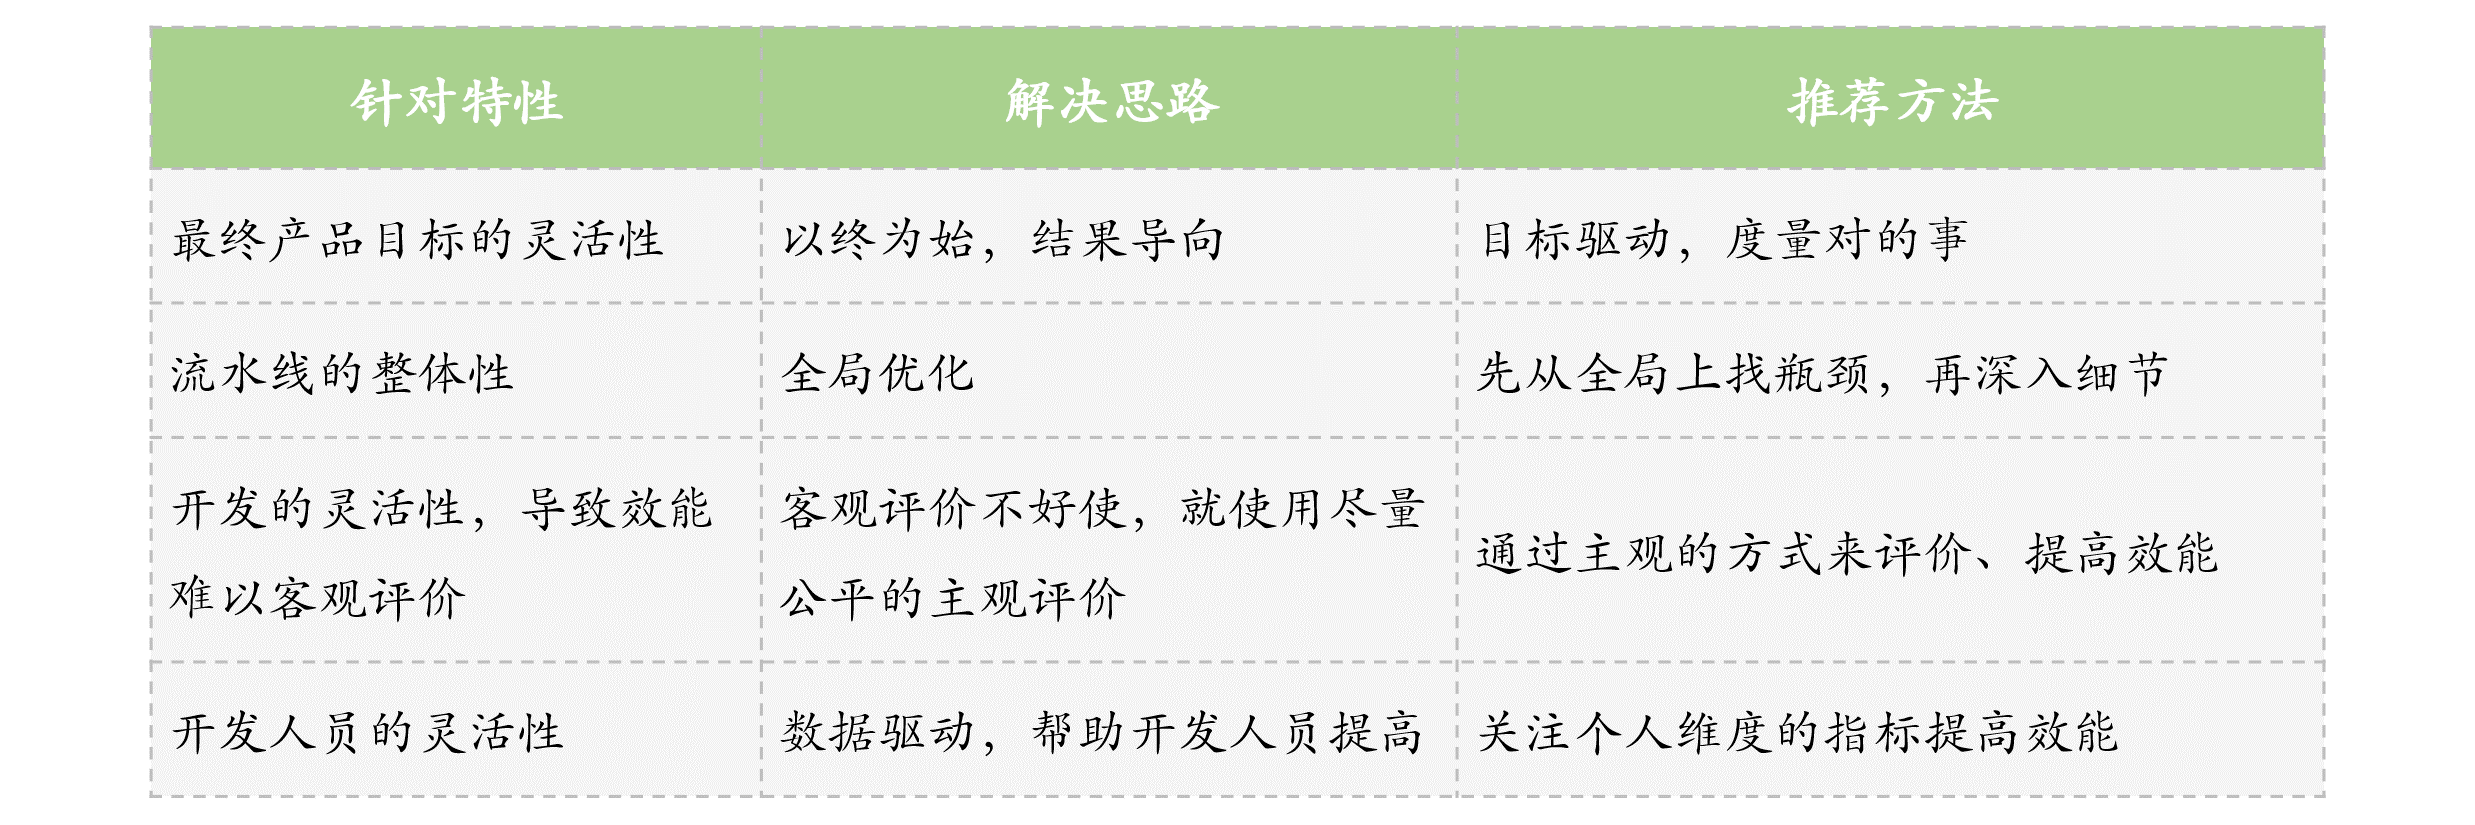 针对特性
解决思路
推荐方法
最终产品目标的灵活性
以终为始，结果导向
目标驱动，度量对的事
流水线的整体性
全局优化
先从全局上找瓶颈，再深入细节
开发的灵活性，导致效能
难以客观评价
客观评价不好使，就使用尽量
公平的主观评价
通过主观的方式来评价、提高效能
开发人员的灵活性
数据驱动，帮助开发人员提高
关注个人维度的指标提高效能